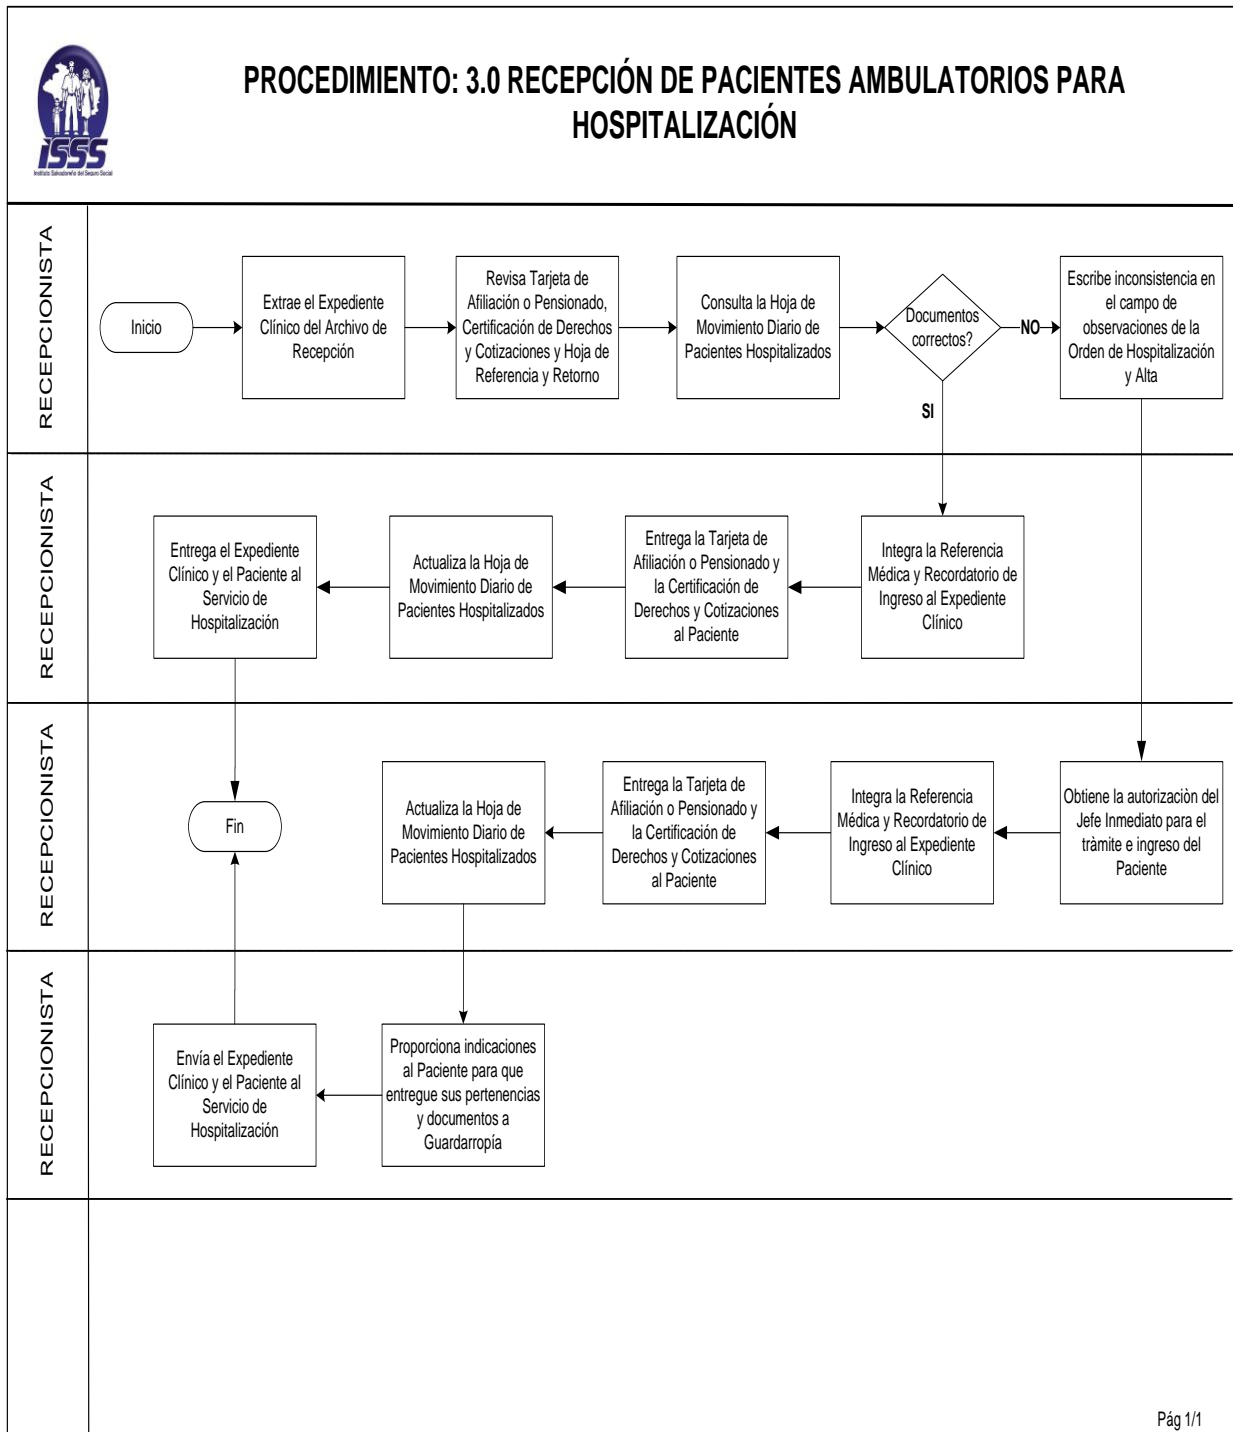 PROCEDIMIENTO: 3.0 RECEPCIÓN DE PACIENTES AMBULATORIOS PARA
HOSPITALIZACIÓN
ISSS
Instituto Salvadoreño del Seguro Social
RECEPCIONISTA
Inicio
Extrae el Expediente
Clínico del Archivo de
Recepción
Revisa Tarjeta de
Afiliación o Pensionado,
Certificación de Derechos
y Cotizaciones y Hoja de
Referencia y Retorno
Consulta la Hoja de
Movimiento Diario de
Pacientes Hospitalizados
Documentos
correctos?
NO
SI
Escribe inconsistencia en
el campo de
observaciones de la
Orden de Hospitalización
y Alta
RECEPCIONISTA
Entrega el Expediente
Clínico y el Paciente al
Servicio de
Hospitalización
Actualiza la Hoja de
Movimiento Diario de
Pacientes Hospitalizados
Entrega la Tarjeta de
Afiliación o Pensionado y
la Certificación de
Derechos y Cotizaciones
al Paciente
Integra la Referencia
Médica y Recordatorio de
Ingreso al Expediente
Clínico
RECEPCIONISTA
Fin
Actualiza la Hoja de
Movimiento Diario de
Pacientes Hospitalizados
Entrega la Tarjeta de
Afiliación o Pensionado y
la Certificación de
Derechos y Cotizaciones
al Paciente
Integra la Referencia
Médica y Recordatorio de
Ingreso al Expediente
Clínico
Obtiene la autorizaciòn del
Jefe Inmediato para el
tràmite e ingreso del
Paciente
RECEPCIONISTA
Envía el Expediente
Clínico y el Paciente al
Servicio de
Hospitalización
Proporciona indicaciones
al Paciente para que
entregue sus pertenencias
y documentos a
Guardarropía
Pág 1/1